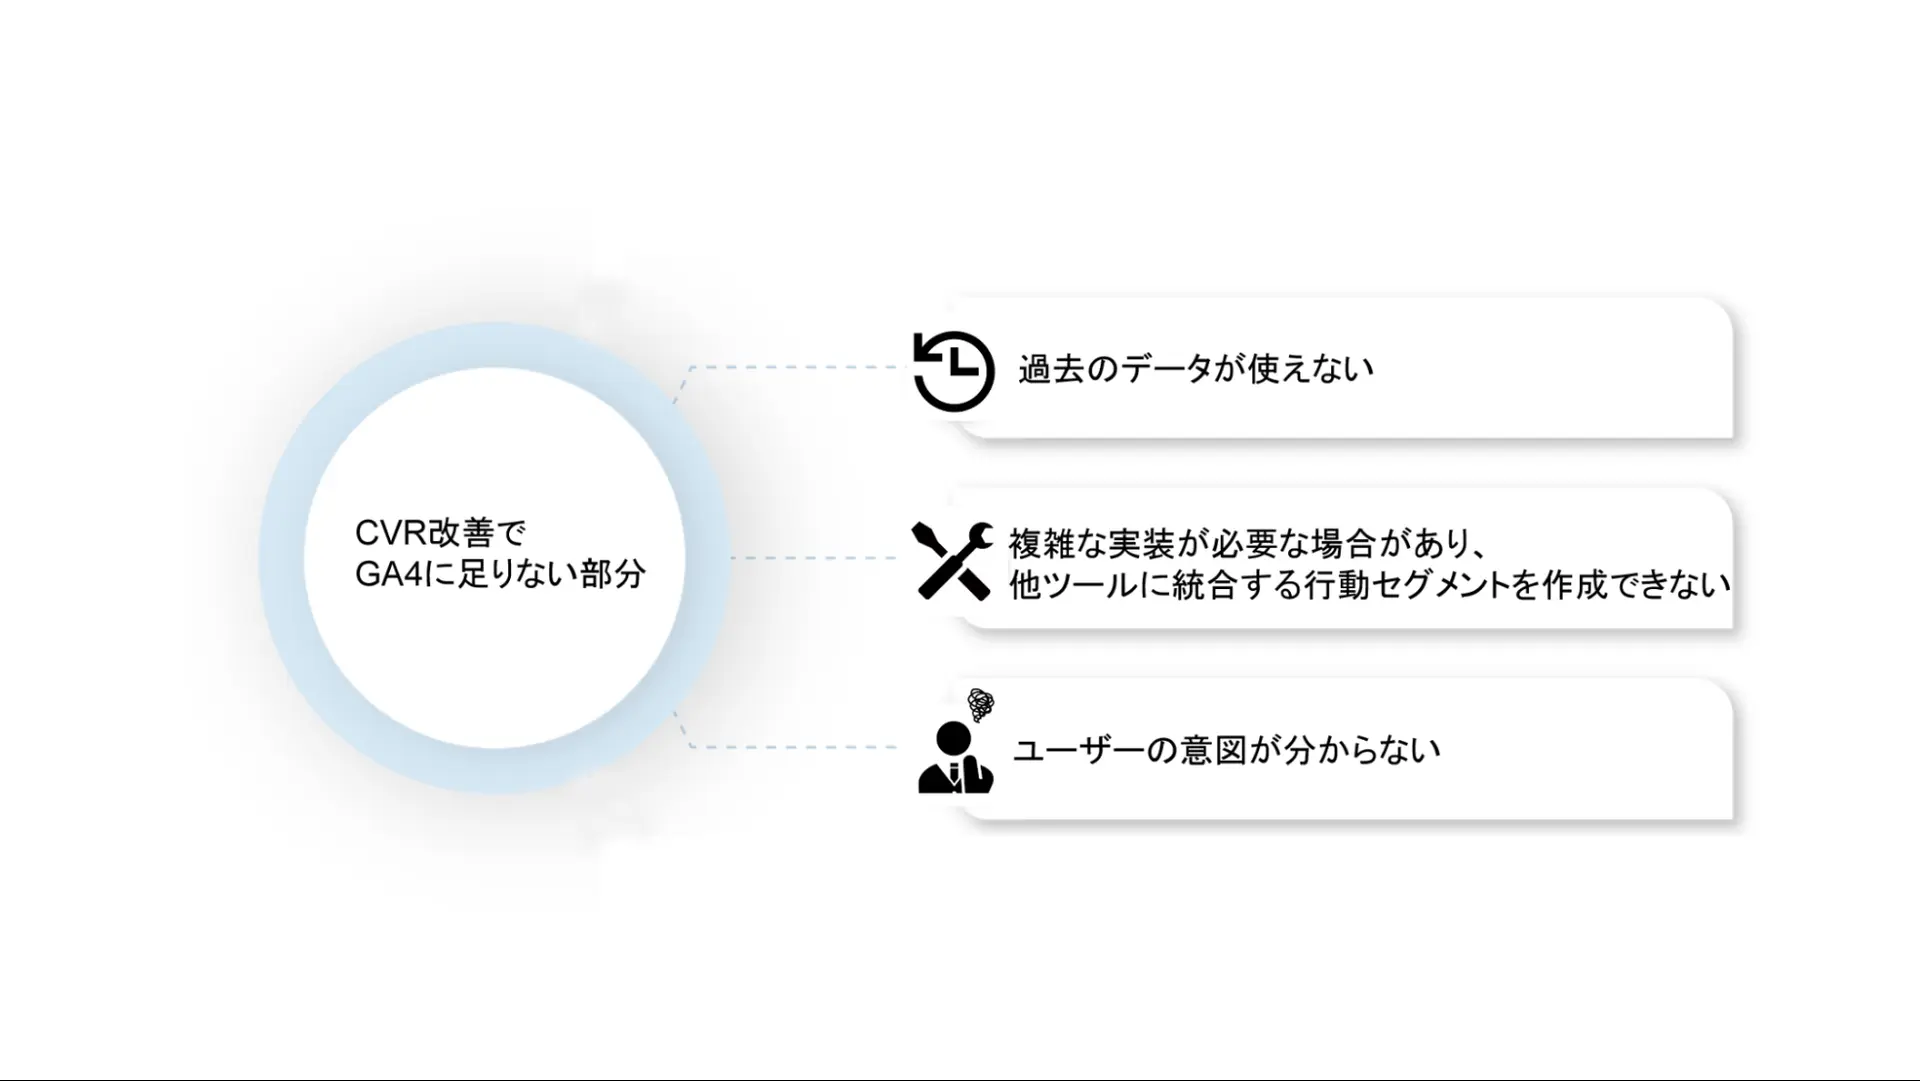 CVR改善で
GA4に足りない部分
過去のデータが使えない
複雑な実装が必要な場合があり、
他ツールに統合する行動セグメントを作成できない
ユーザーの意図が分からない